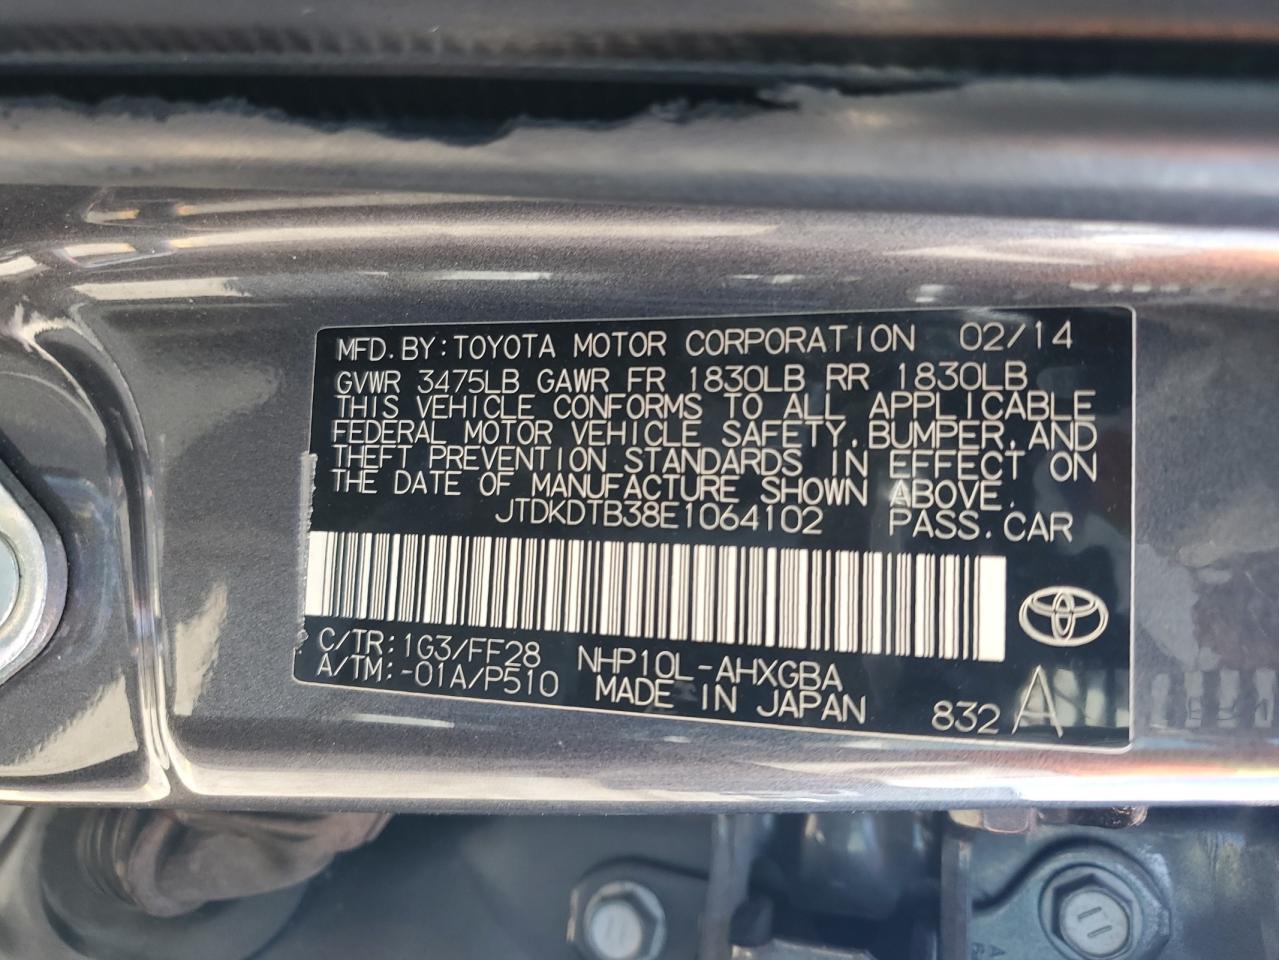 MFD. BY: TOYOTA MOTOR CORPORATION 02/14
GVWR 3475LB GAWR FR 1830LB RR 1830LB
THIS VEHICLE CONFORMS TO ALL APPLICABLE
FEDERAL MOTOR VEHICLE SAFETY, BUMPER, AND
THEFT PREVENTION STANDARDS IN EFFECT ON
THE DATE OF MANUFACTURE SHOWN ABOVE.
JTDKDTB38E1064102 PASS. CAR
C/TR: 1G3/FF28 NHP10L-AHXGBA
A/TM: -01A/P510 MADE IN JAPAN 832 A